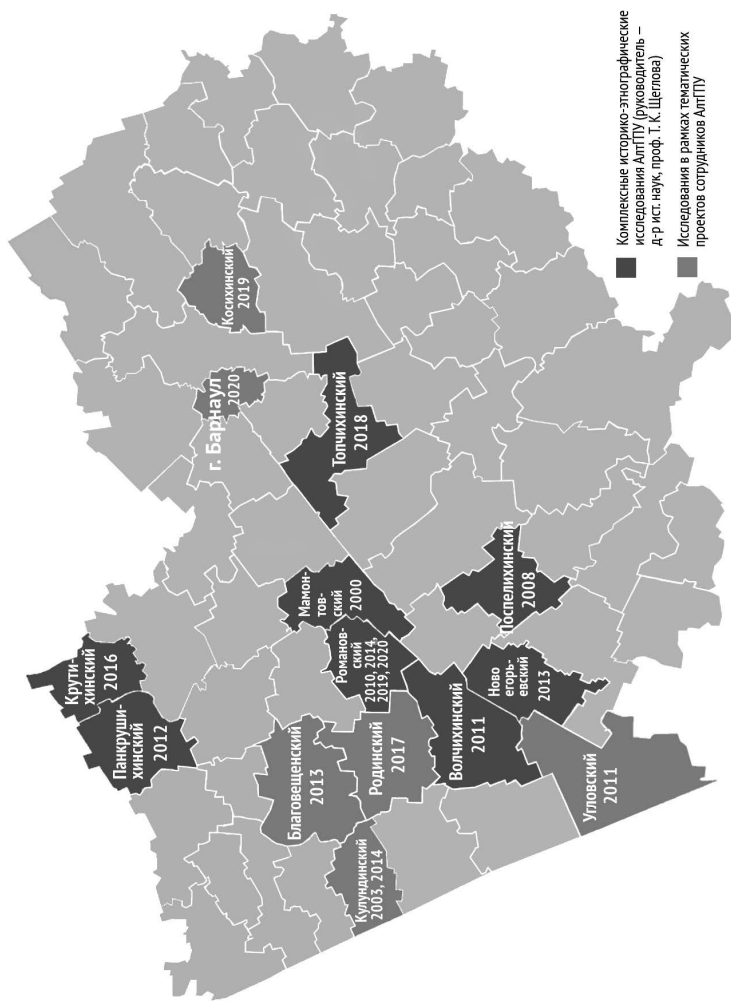 Крути-
хинский
2016
Панкруши-
хинский
2012
Косихинский
2019
г. Барнаул
2020
Топчихинский
2018
Мамон-
тов-
ский
2000
Романов-
ский
2010, 2014,
2019, 2020
Благовещенский
2013
Родинский
2017
Кулундинский
2003, 2014
Волчихинский
2011
Поспелихинский
2008
Ново
егорь-
евский
2013
Угловский
2011
Комплексные историко-этнографические
исследования АлтГПУ (руководитель –
д-р ист. наук, проф. Т. К. Щеглова)
Исследования в рамках тематических
проектов сотрудников АлтГПУ